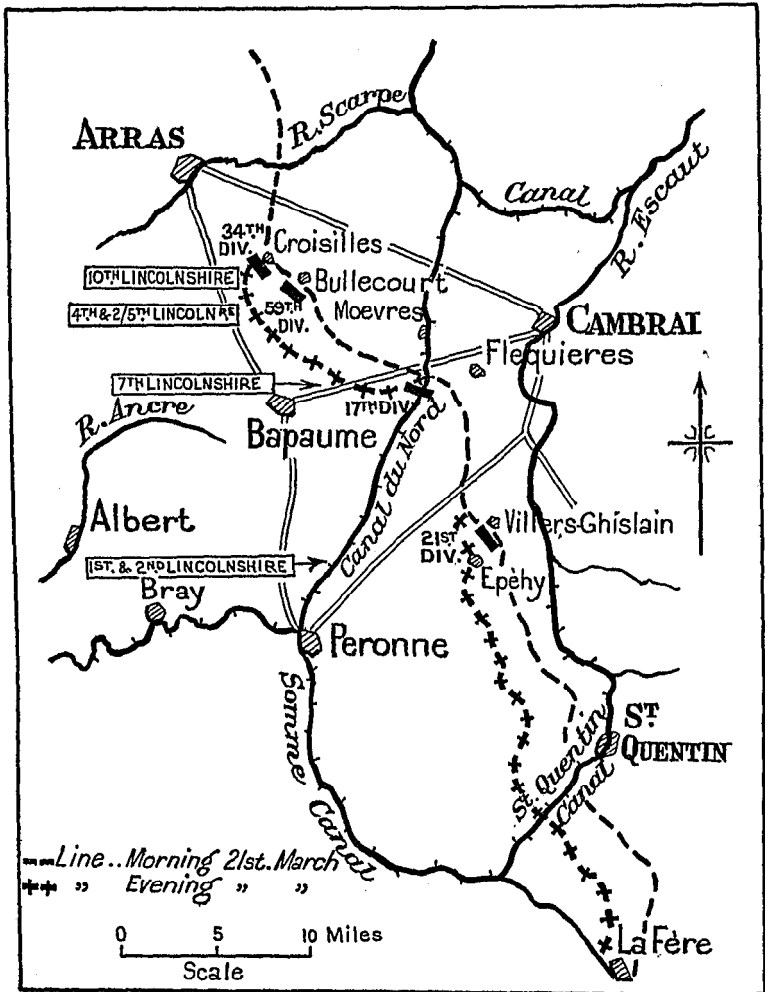 R. Scarpe
ARRAS
Canal
R. Escaut
34TH
DIV.
Croisilles
10TH LINCOLNSHIRE
Bullecourt
4TH & 2/5TH LINCOLNRE
59TH
DIV.
Moevres
CAMBRAI
Flequieres
7TH LINCOLNSHIRE
17TH DIV.
R. Ancre
Bapaume
Canal du Nord
Albert
Villers-Ghislain
21ST
DIV.
1ST. & 2ND LINCOLNSHIRE
Epéhy
Bray
Peronne
Somme Canal
ST
QUENTIN
St. Quentin
Canal
Line .. Morning 21st. March
„ Evening „ „
0 5 10 Miles
Scale
La Fère